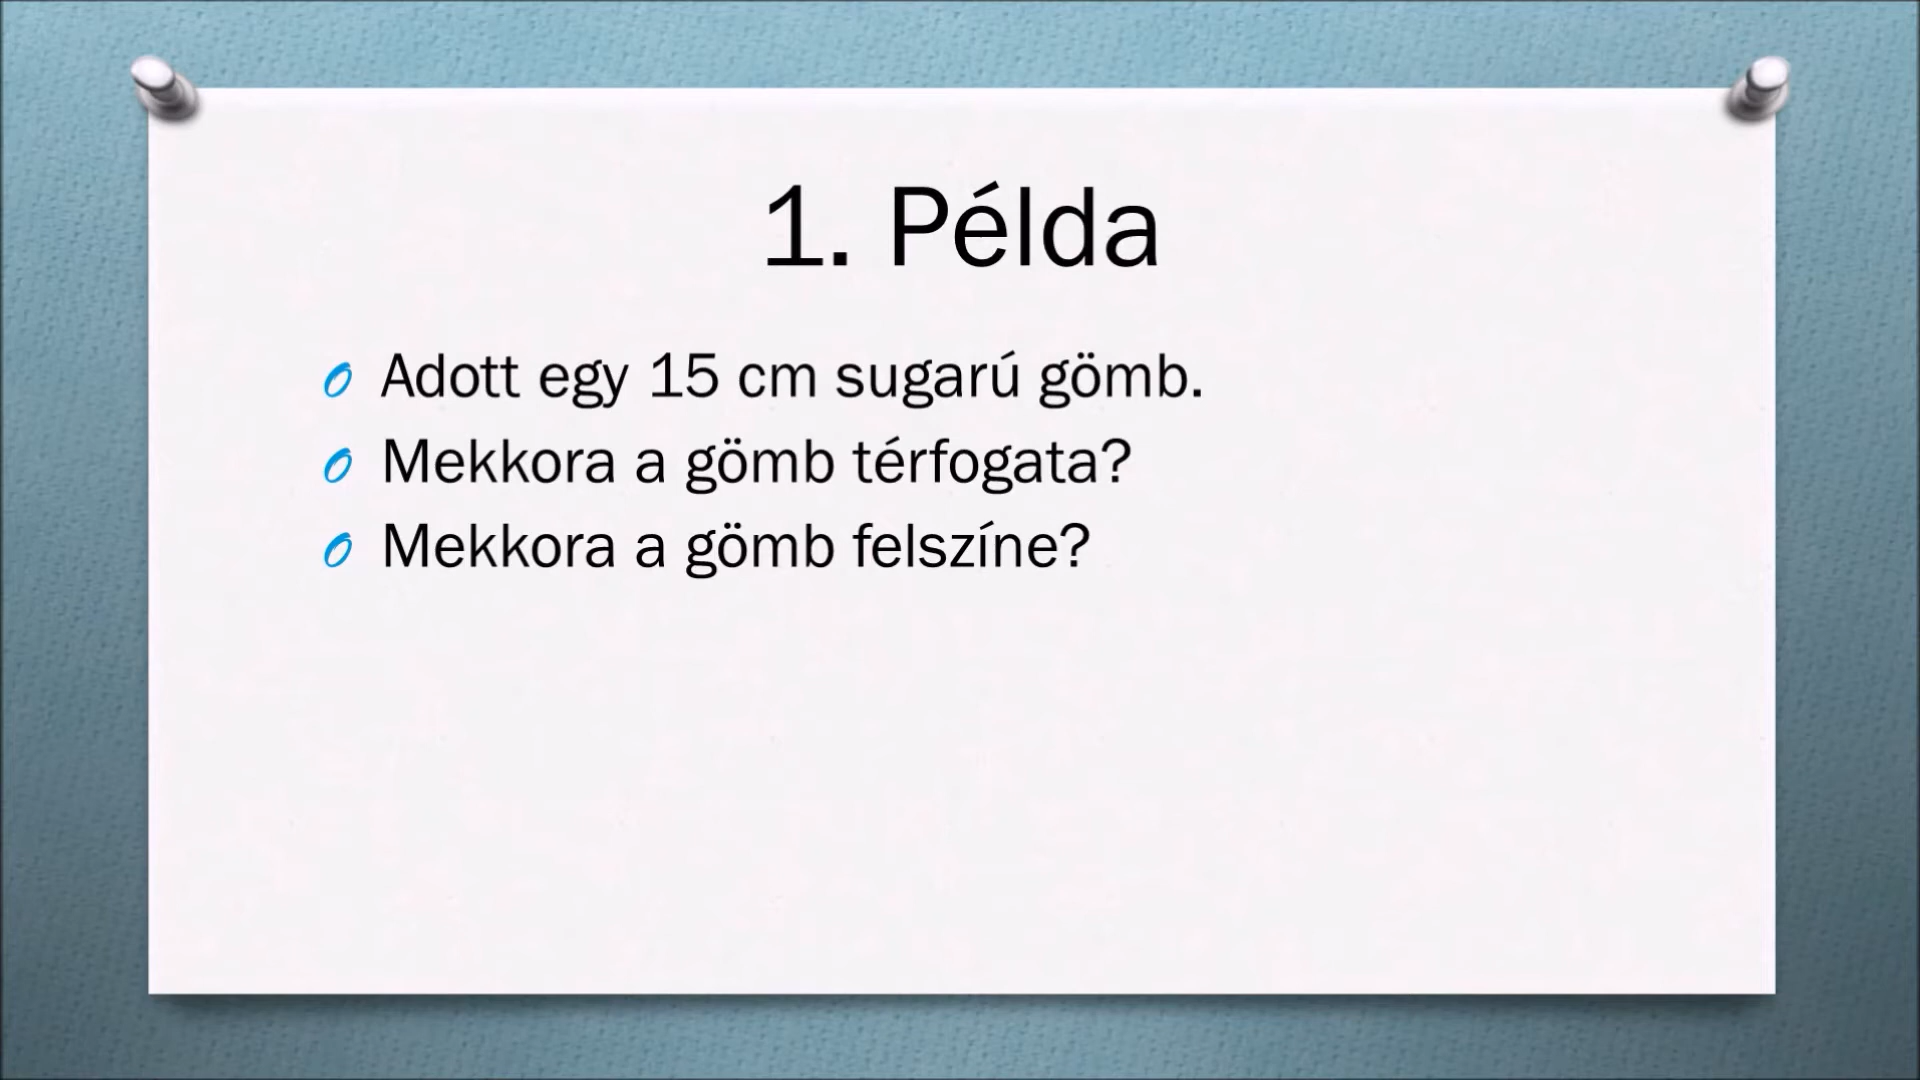 1. Példa
Adott egy 15 cm sugarú gömb.
Mekkora a gömb térfogata?
Mekkora a gömb felszíne?